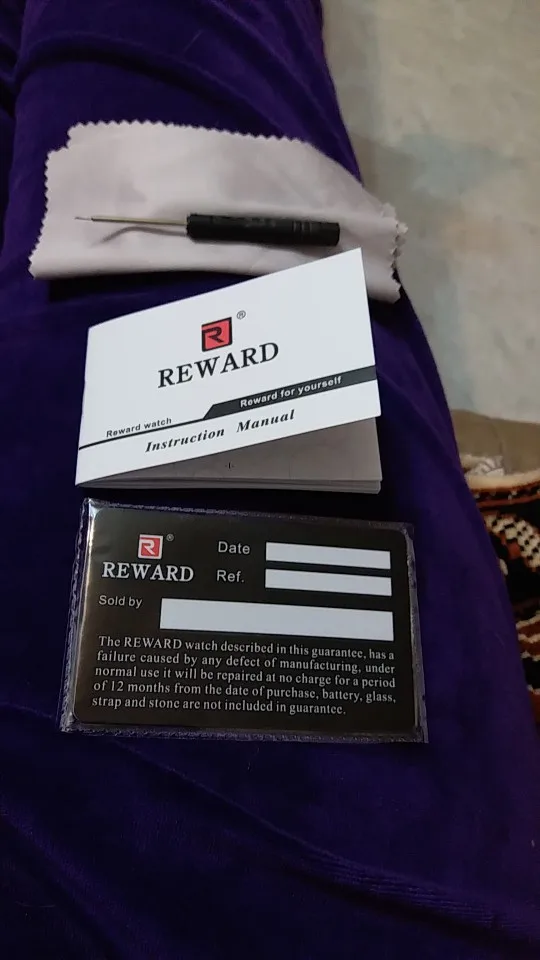 R ®
REWARD
Reward for yourself
Reward watch
Instruction Manual
R ®
REWARD
Date
Ref.
Sold by
The REWARD watch described in this guarantee, has a
failure caused by any defect of manufacturing, under
normal use it will be repaired at no charge for a period
of 12 months from the date of purchase, battery, glass,
strap and stone are not included in guarantee.